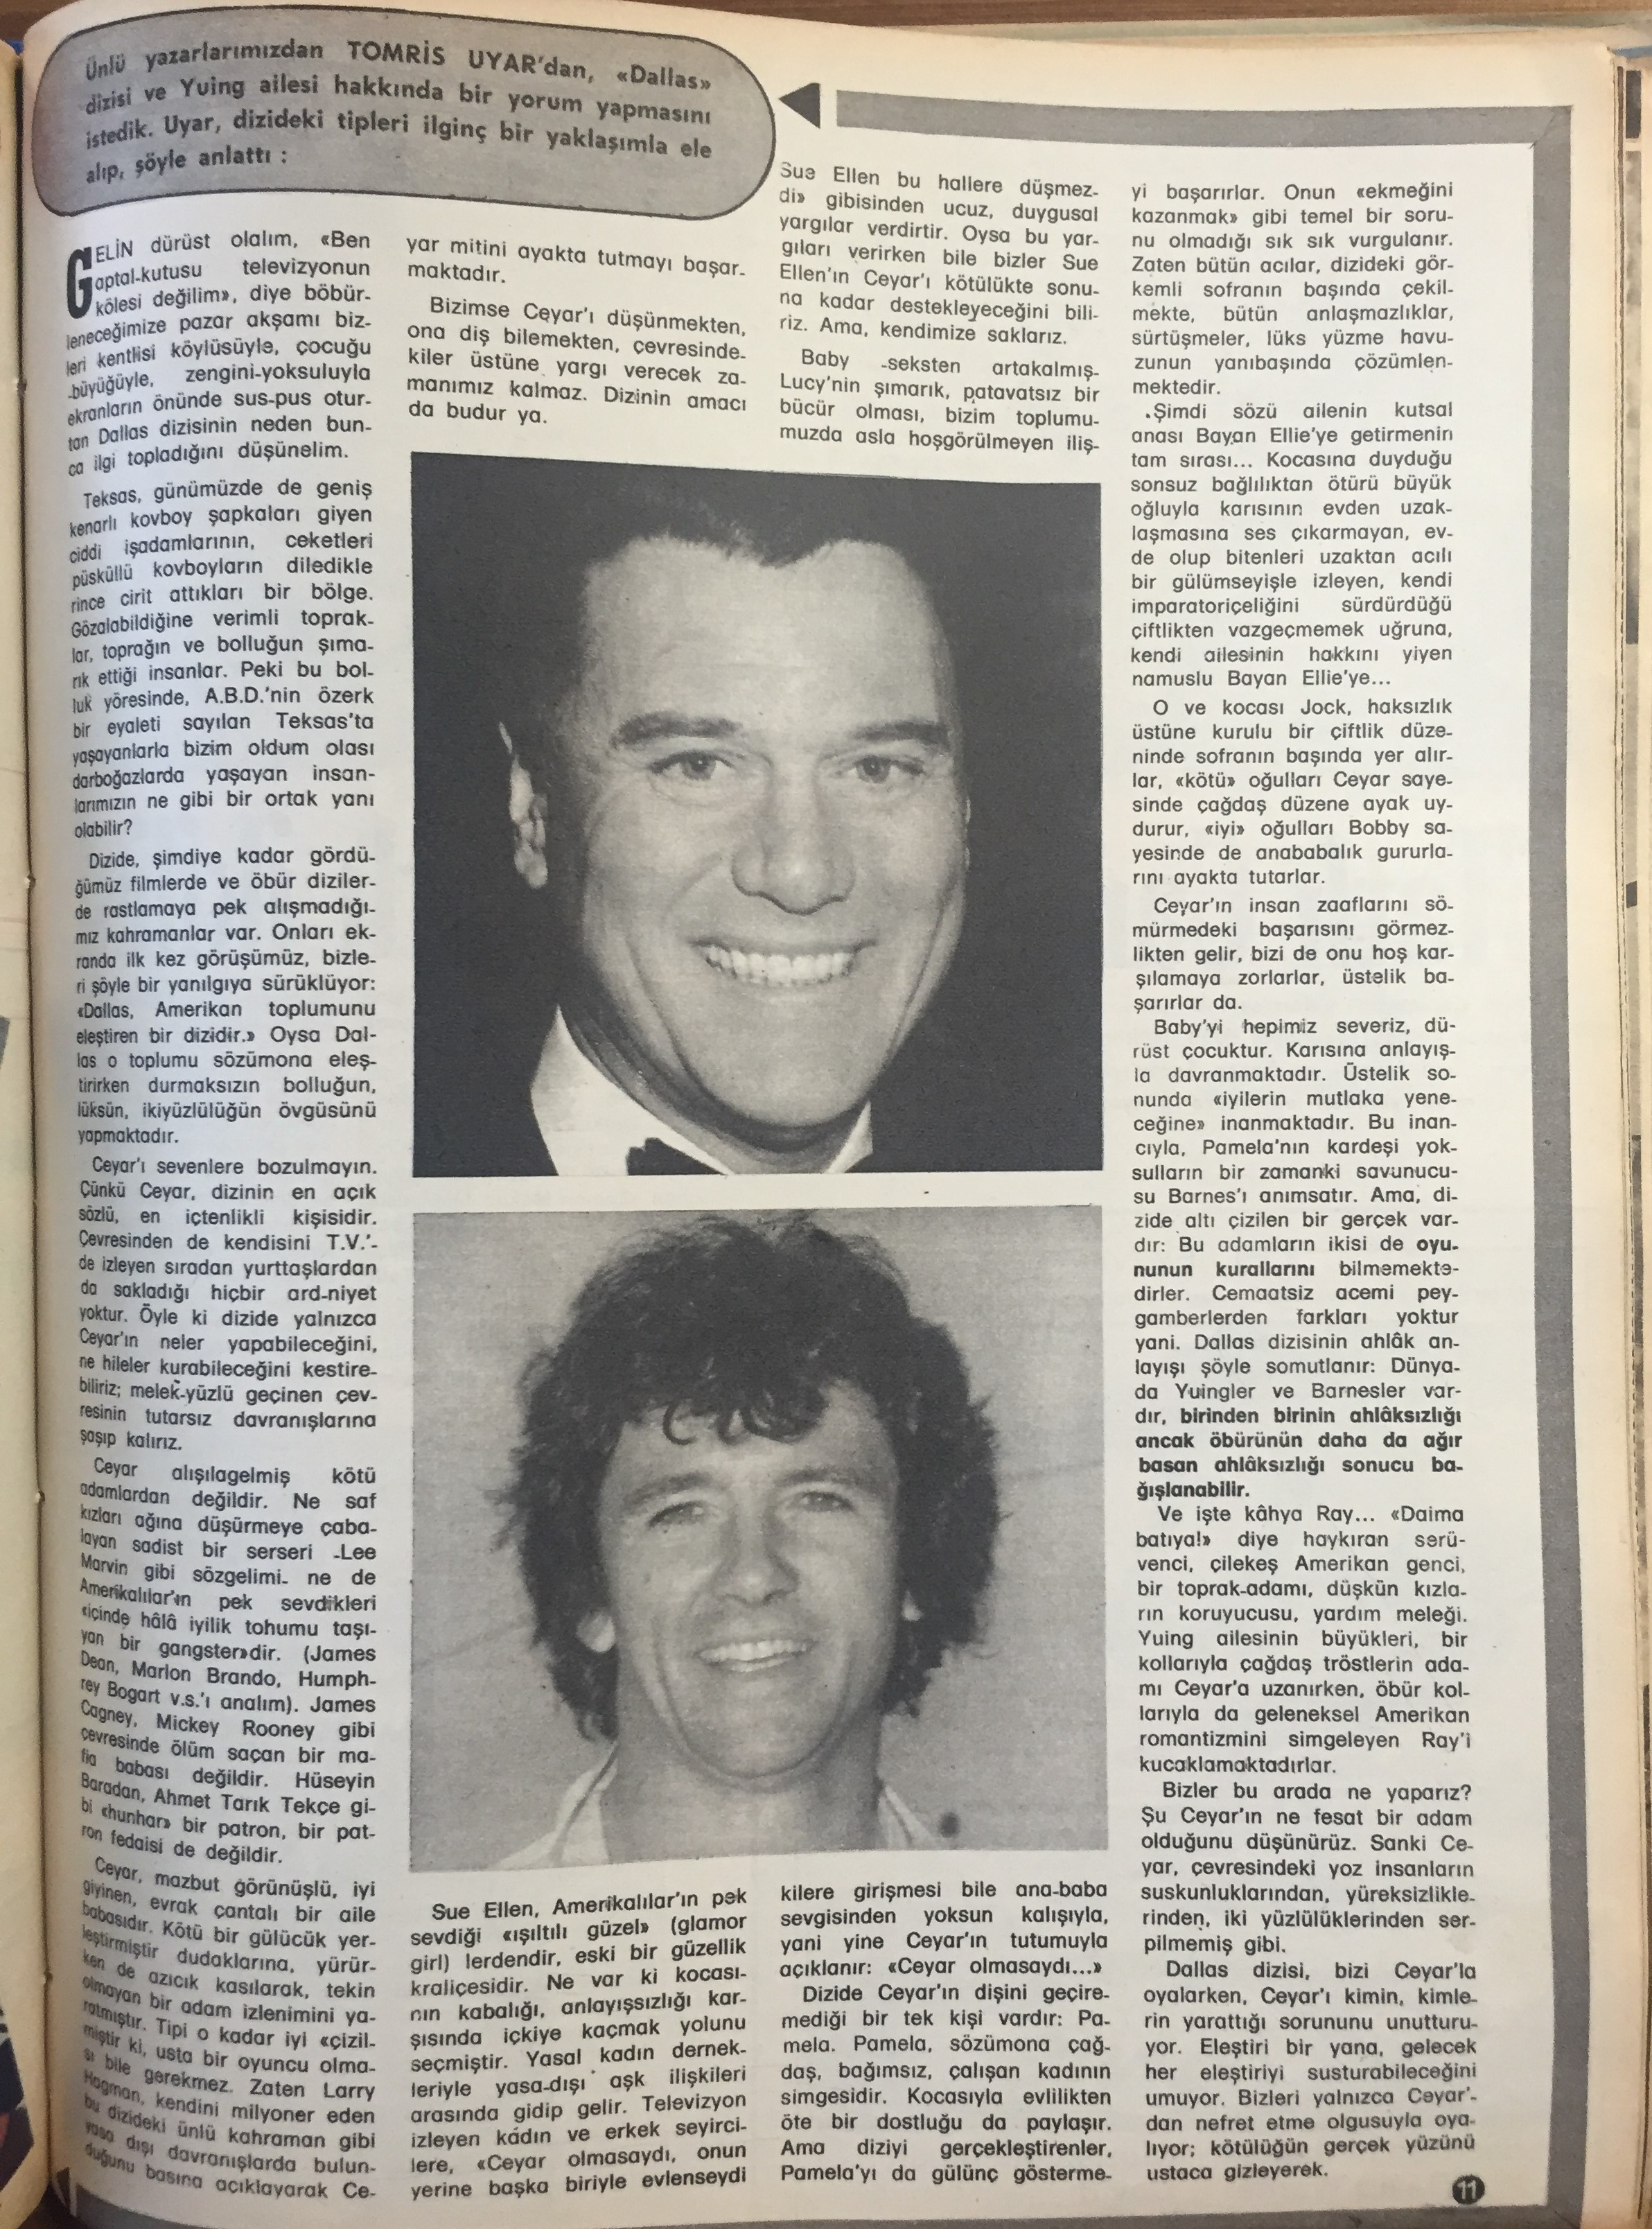 Ünlü yazarlarımızdan TOMRİS UYAR'dan, «Dallas»
dizisi ve Yuing ailesi hakkında bir yorum yapmasını
istedik. Uyar, dizideki tipleri ilginç bir yaklaşımla ele
alıp, şöyle anlattı :
GELİN dürüst olalım, «Ben
aptal-kutusu televizyonun
kölesi değilim», diye böbür-
leneceğimize pazar akşamı biz-
leri kentlisi köylüsüyle, çocuğu
-büyüğüyle, zengini-yoksuluyla
ekranların önünde sus-pus otur-
tan Dallas dizisinin neden bun-
ca ilgi topladığını düşünelim.
Teksas, günümüzde de geniş
kenarlı kovboy şapkaları giyen
ciddi işadamlarının, ceketleri
püsküllü kovboyların diledikle
rince cirit attıkları bir bölge.
Gözalabildiğine verimli toprak-
lar, toprağın ve bolluğun şıma-
rık ettiği insanlar. Peki bu bol-
luk yöresinde, A.B.D.'nin özerk
bir eyaleti sayılan Teksas'ta
yaşayanlarla bizim oldum olası
darboğazlarda yaşayan insan-
larımızın ne gibi bir ortak yanı
olabilir?
Dizide, şimdiye kadar gördü-
ğümüz filmlerde ve öbür diziler-
de rastlamaya pek alışmadığı-
mız kahramanlar var. Onları ek-
randa ilk kez görüşümüz, bizle-
ri şöyle bir yanılgıya sürüklüyor:
«Dallas, Amerikan toplumunu
eleştiren bir dizidir.» Oysa Dal-
las o toplumu sözümona eleş-
tirirken durmaksızın bolluğun,
lüksün, ikiyüzlülüğün övgüsünü
yapmaktadır.
Ceyar'ı sevenlere bozulmayın.
Çünkü Ceyar, dizinin en açık
sözlü, en içtenlikli kişisidir.
Çevresinden de kendisini T.V.'-
de izleyen sıradan yurttaşlardan
da sakladığı hiçbir ard-niyet
yoktur. Öyle ki dizide yalnızca
Ceyar'ın neler yapabileceğini,
ne hileler kurabileceğini kestire-
biliriz; melek-yüzlü geçinen çev-
resinin tutarsız davranışlarına
şaşıp kalırız.
Ceyar alışılagelmiş kötü
adamlardan değildir. Ne saf
kızları ağına düşürmeye çaba-
layan sadist bir serseri -Lee
Marvin gibi sözgelimi- ne de
Amerikalılar'ın pek sevdikleri
«içinde hâlâ iyilik tohumu taşı-
yan bir gangster»dir. (James
Dean, Marlon Brando, Humph-
rey Bogart v.s.'ı analım). James
Cagney, Mickey Rooney gibi
çevresinde ölüm saçan bir ma-
fia babası değildir. Hüseyin
Baradan, Ahmet Tarık Tekçe gi-
bi «hunhar» bir patron, bir pat-
ron fedaisi de değildir.
Ceyar, mazbut görünüşlü, iyi
giyinen, evrak çantalı bir aile
babasıdır. Kötü bir gülücük yer-
leştirmiştir dudaklarına, yürür-
ken de azıcık kasılarak, tekin
olmayan bir adam izlenimini ya-
ratmıştır. Tipi o kadar iyi «çizil-
miştir ki, usta bir oyuncu olma-
sı bile gerekmez. Zaten Larry
Hagman, kendini milyoner eden
bu dizideki ünlü kahraman gibi
yasa dışı davranışlarda bulun-
duğunu basına açıklayarak Ce-
yar mitini ayakta tutmayı başar-
maktadır.
Bizimse Ceyar'ı düşünmekten,
ona diş bilemekten, çevresinde-
kiler üstüne yargı verecek za-
manımız kalmaz. Dizinin amacı
da budur ya.
Sue Ellen, Amerikalılar'ın pek
sevdiği «ışıltılı güzel» (glamor
girl) lerdendir, eski bir güzellik
kraliçesidir. Ne var ki kocası-
nın kabalığı, anlayışsızlığı kar-
şısında içkiye kaçmak yolunu
seçmiştir. Yasal kadın dernek-
leriyle yasa-dışı aşk ilişkileri
arasında gidip gelir. Televizyon
izleyen kadın ve erkek seyirci-
lere, «Ceyar olmasaydı, onun
yerine başka biriyle evlenseydi
Sue Ellen bu hallere düşmez-
di» gibisinden ucuz, duygusal
yargılar verdirtir. Oysa bu yar-
gıları verirken bile bizler Sue
Ellen'ın Ceyar'ı kötülükte sonu-
na kadar destekleyeceğini bili-
riz. Ama, kendimize saklarız.
Baby -seksten artakalmış-
Lucy'nin şımarık, patavatsız bir
bücür olması, bizim toplumu-
muzda asla hoşgörülmeyen iliş-
kilere girişmesi bile ana-baba
sevgisinden yoksun kalışıyla,
yani yine Ceyar'ın tutumuyla
açıklanır: «Ceyar olmasaydı...»
Dizide Ceyar'ın dişini geçire-
mediği bir tek kişi vardır: Pa-
mela. Pamela, sözümona çağ-
daş, bağımsız, çalışan kadının
simgesidir. Kocasıyla evlilikten
öte bir dostluğu da paylaşır.
Ama diziyi gerçekleştirenler,
Pamela'yı da gülünç gösterme-
yi başarırlar. Onun «ekmeğini
kazanmak» gibi temel bir soru-
nu olmadığı sık sık vurgulanır.
Zaten bütün acılar, dizideki gör-
kemli sofranın başında çekil-
mekte, bütün anlaşmazlıklar,
sürtüşmeler, lüks yüzme havu-
zunun yanıbaşında çözümlen-
mektedir.
Şimdi sözü ailenin kutsal
anası Bayan Ellie'ye getirmenin
tam sırası... Kocasına duyduğu
sonsuz bağlılıktan ötürü büyük
oğluyla karısının evden uzak-
laşmasına ses çıkarmayan, ev-
de olup bitenleri uzaktan acılı
bir gülümseyişle izleyen, kendi
imparatoriçeliğini sürdürdüğü
çiftlikten vazgeçmemek uğruna,
kendi ailesinin hakkını yiyen
namuslu Bayan Ellie'ye...
O ve kocası Jock, haksızlık
üstüne kurulu bir çiftlik düze-
ninde sofranın başında yer alır-
lar, «kötü» oğulları Ceyar saye-
sinde çağdaş düzene ayak uy-
durur, «iyi» oğulları Bobby sa-
yesinde de anababalık gururla-
rını ayakta tutarlar.
Ceyar'ın insan zaaflarını sö-
mürmedeki başarısını görmez-
likten gelir, bizi de onu hoş kar-
şılamaya zorlarlar, üstelik ba-
şarırlar da.
Baby'yi hepimiz severiz, dü-
rüst çocuktur. Karısına anlayış-
la davranmaktadır. Üstelik so-
nunda «iyilerin mutlaka yene-
ceğine» inanmaktadır. Bu inan-
cıyla, Pamela'nın kardeşi yok-
sulların bir zamanki savunucu-
su Barnes'ı anımsatır. Ama, di-
zide altı çizilen bir gerçek var-
dır: Bu adamların ikisi de oyu-
nunun kurallarını bilmemekte-
dirler. Cemaatsiz acemi pey-
gamberlerden farkları yoktur
yani. Dallas dizisinin ahlâk an-
layışı şöyle somutlanır: Dünya-
da Yuingler ve Barnesler var-
dır, birinden birinin ahlâksızlığı
ancak öbürünün daha da ağır
basan ahlâksızlığı sonucu ba-
ğışlanabilir.
Ve işte kâhya Ray... «Daima
batıya!» diye haykıran serü-
venci, çilekeş Amerikan genci,
bir toprak-adamı, düşkün kızla-
rın koruyucusu, yardım meleği.
Yuing ailesinin büyükleri, bir
kollarıyla çağdaş tröstlerin ada-
mı Ceyar'a uzanırken, öbür kol-
larıyla da geleneksel Amerikan
romantizmini simgeleyen Ray'i
kucaklamaktadırlar.
Bizler bu arada ne yaparız?
Şu Ceyar'ın ne fesat bir adam
olduğunu düşünürüz. Sanki Ce-
yar, çevresindeki yoz insanların
suskunluklarından, yüreksizlikle-
rinden, iki yüzlülüklerinden ser-
pilmemiş gibi.
Dallas dizisi, bizi Ceyar'la
oyalarken, Ceyar'ı kimin, kimle-
rin yarattığı sorununu unutturu-
yor. Eleştiri bir yana, gelecek
her eleştiriyi susturabileceğini
umuyor. Bizleri yalnızca Ceyar'-
dan nefret etme olgusuyla oya-
lıyor; kötülüğün gerçek yüzünü
ustaca gizleyerek.
11